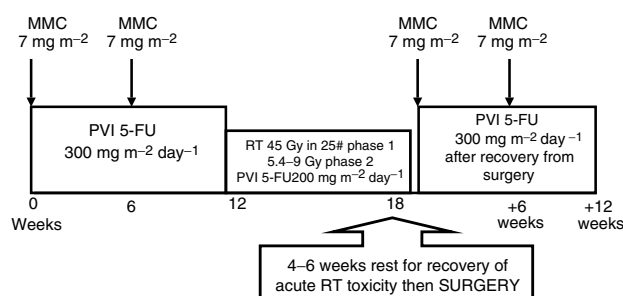 MMC
7 mg m⁻²
MMC
7 mg m⁻²
MMC
7 mg m⁻²
MMC
7 mg m⁻²
PVI 5-FU
300 mg m⁻² day⁻¹
RT 45 Gy in 25# phase 1
5.4–9 Gy phase 2
PVI 5-FU200 mg m⁻² day⁻¹
PVI 5-FU
300 mg m⁻² day⁻¹
after recovery from
surgery
0
Weeks
6
12
18
+6
weeks
+12
weeks
4–6 weeks rest for recovery of
acute RT toxicity then SURGERY